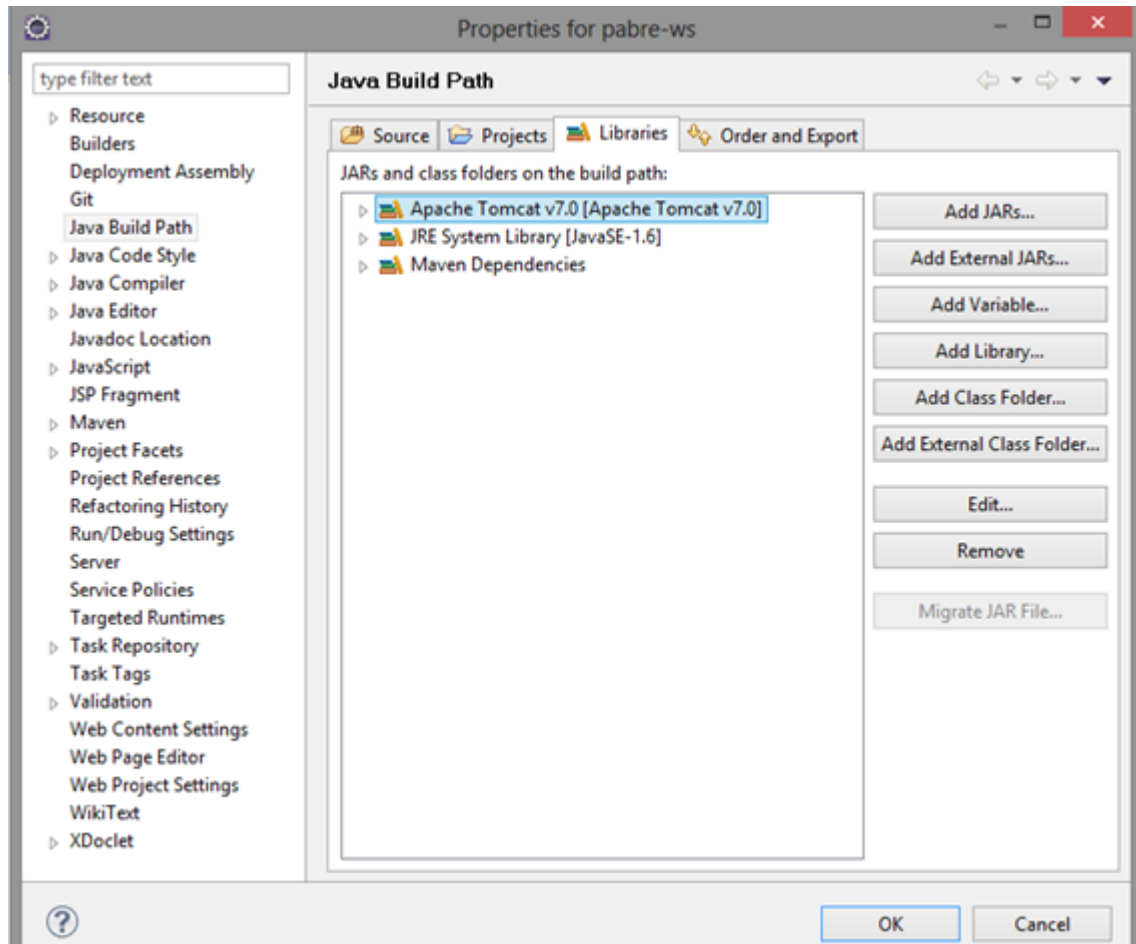 Properties for pabre-ws
type filter text
Resource
Builders
Deployment Assembly
Git
Java Build Path
Java Code Style
Java Compiler
Java Editor
Javadoc Location
JavaScript
JSP Fragment
Maven
Project Facets
Project References
Refactoring History
Run/Debug Settings
Server
Service Policies
Targeted Runtimes
Task Repository
Task Tags
Validation
Web Content Settings
Web Page Editor
Web Project Settings
WikiText
XDoclet
Java Build Path
Source Projects Libraries Order and Export
JARs and class folders on the build path:
Apache Tomcat v7.0 [Apache Tomcat v7.0]
JRE System Library [JavaSE-1.6]
Maven Dependencies
Add JARs...
Add External JARs...
Add Variable...
Add Library...
Add Class Folder...
Add External Class Folder...
Edit...
Remove
Migrate JAR File...
?
OK Cancel